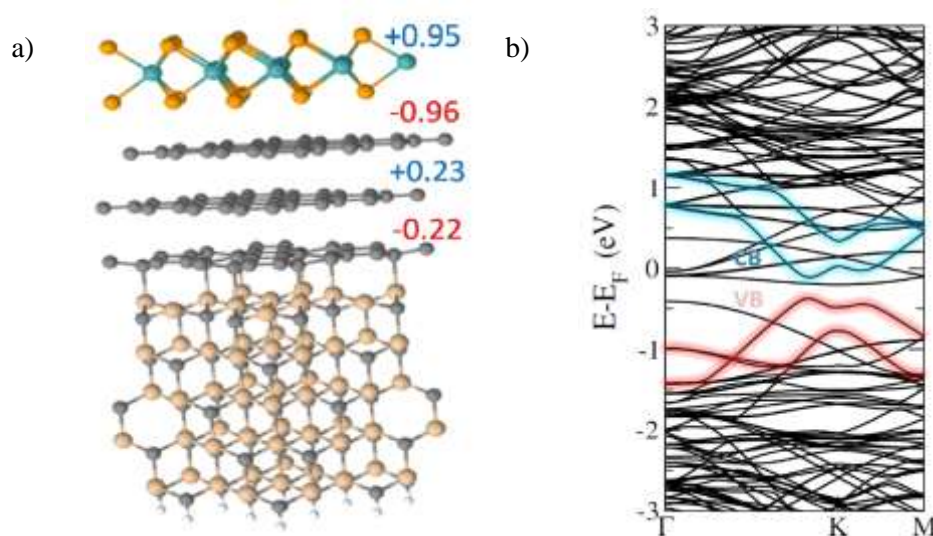 a)
+0.95
-0.96
+0.23
-0.22
b)
3
2
1
0
-1
-2
-3
E-E_F (eV)
CB
VB
Γ K M